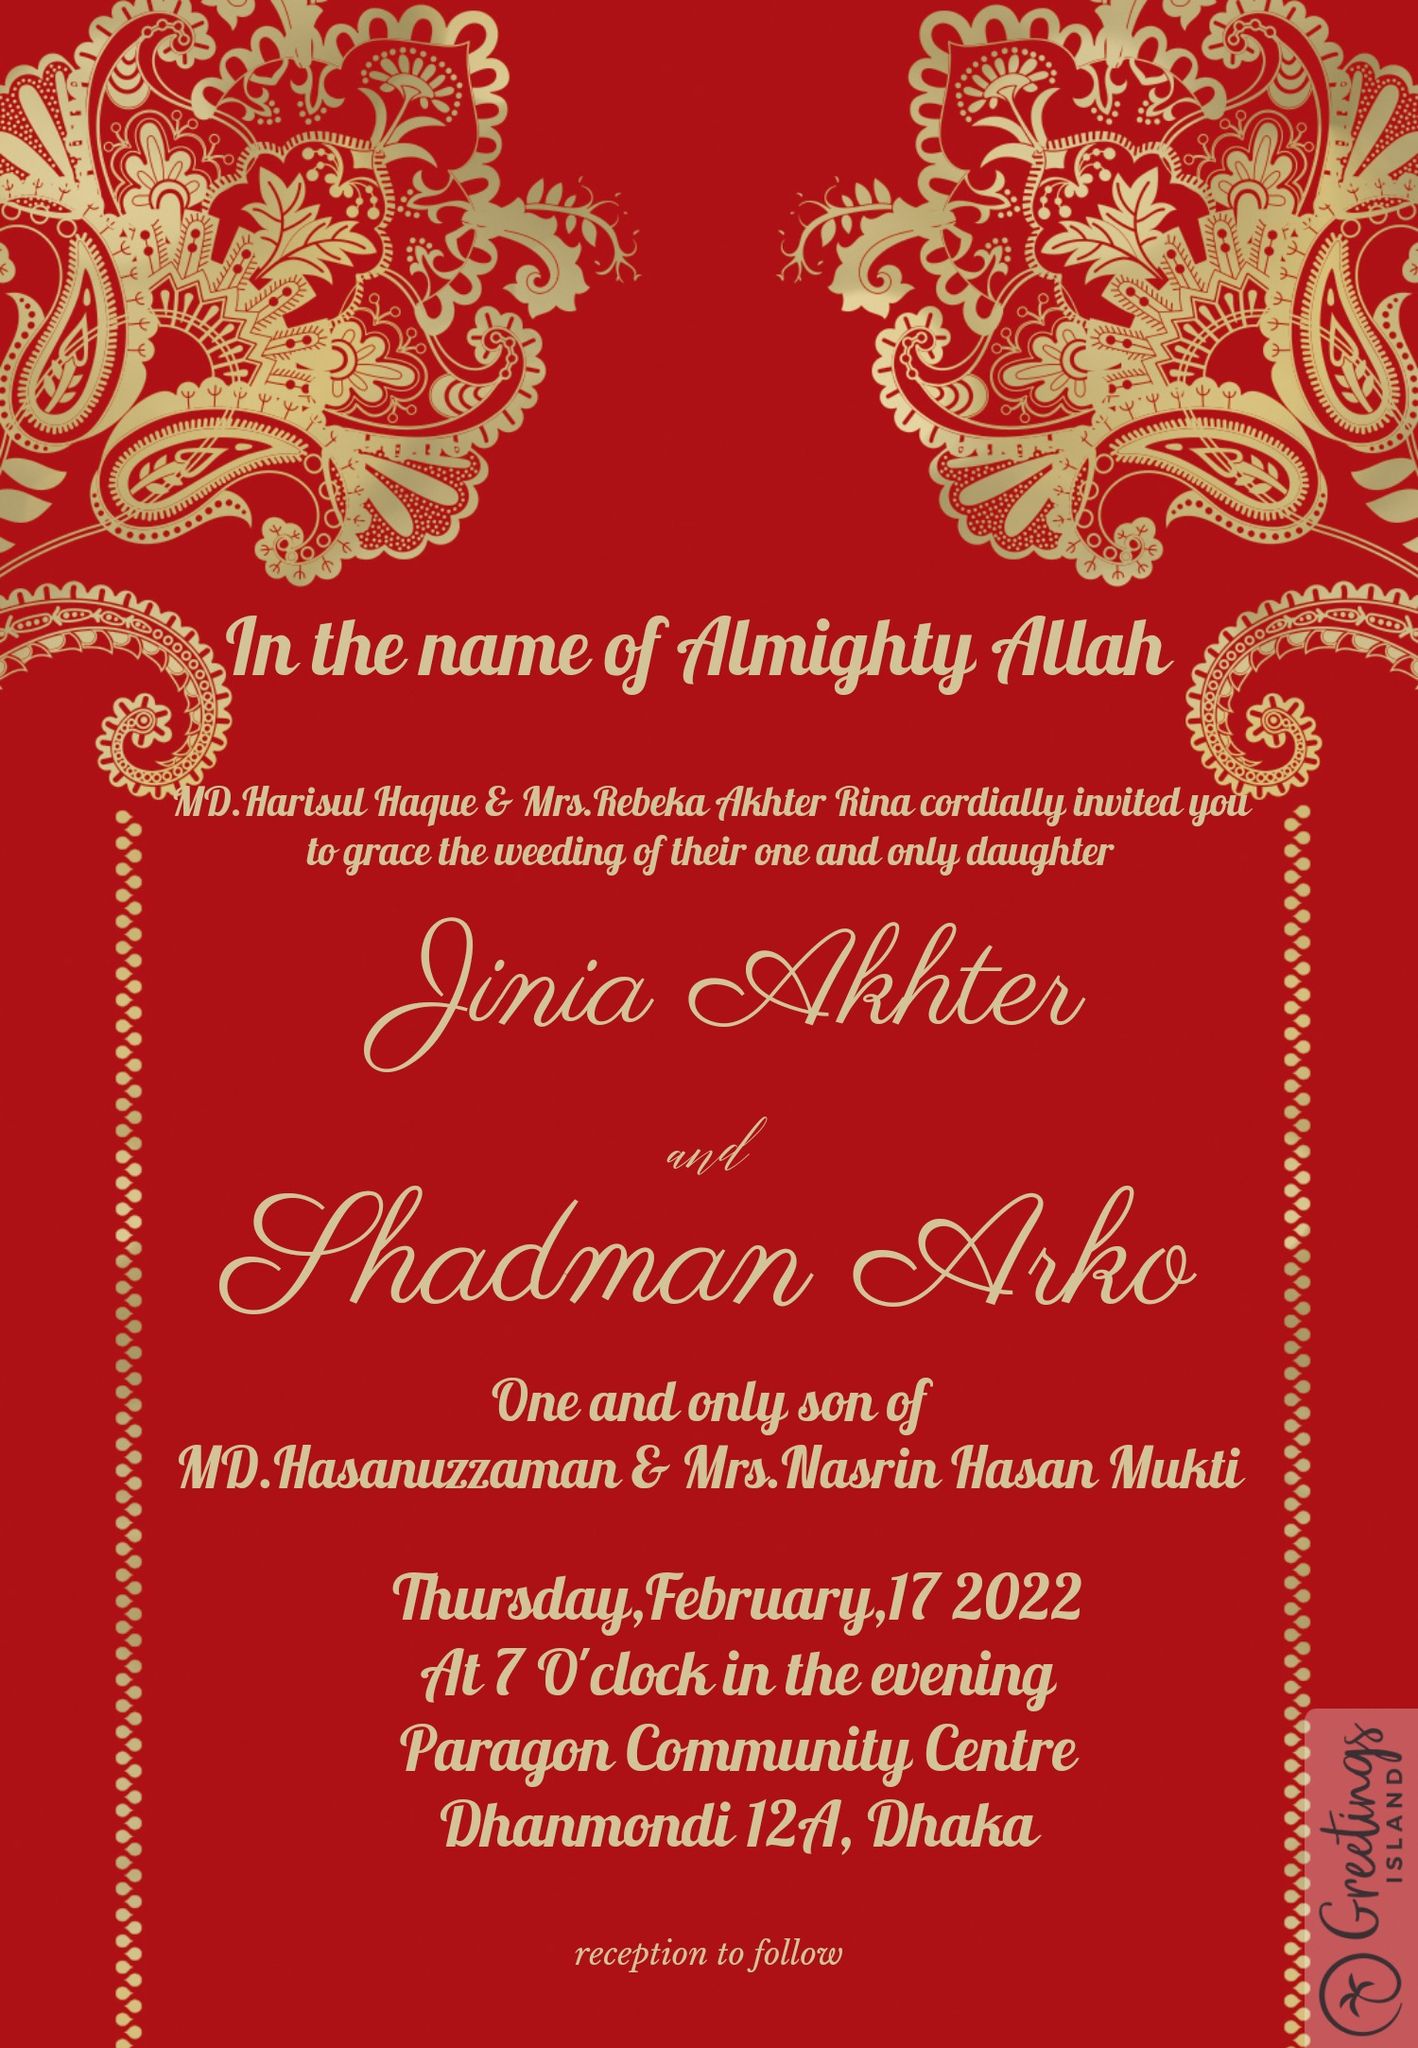 In the name of Almighty Allah
MD.Harisul Haque & Mrs.Rebeka Akhter Rina cordially invited you
to grace the weeding of their one and only daughter
Jinia Akhter
and
Shadman Arko
One and only son of
MD.Hasanuzzaman & Mrs.Nasrin Hasan Mukti
Thursday,February,17 2022
At 7 O'clock in the evening
Paragon Community Centre
Dhanmondi 12A, Dhaka
reception to follow
Greetings
ISLAND